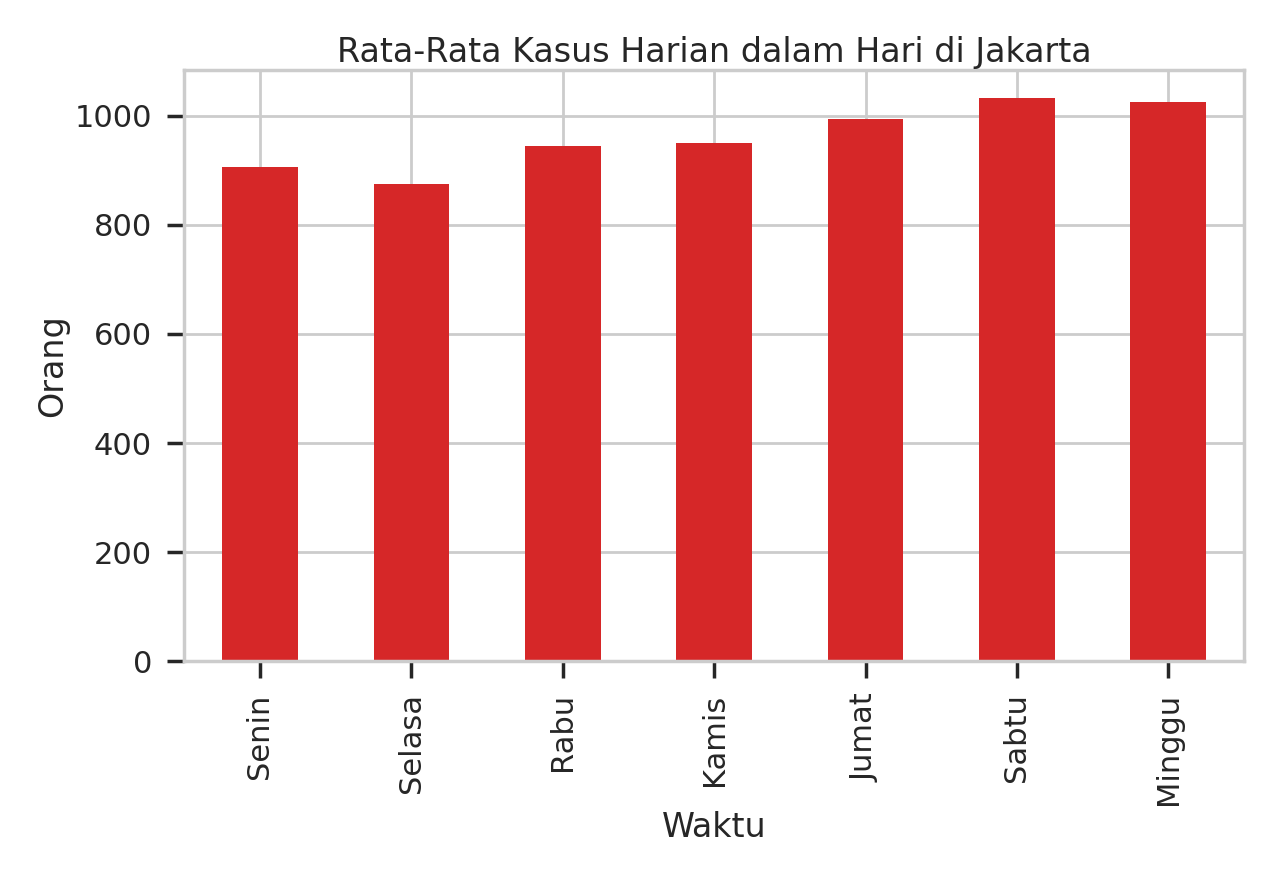 Rata-Rata Kasus Harian dalam Hari di Jakarta
1000
800
600
400
200
0
Orang
Senin
Selasa
Rabu
Kamis
Jumat
Sabtu
Minggu
Waktu